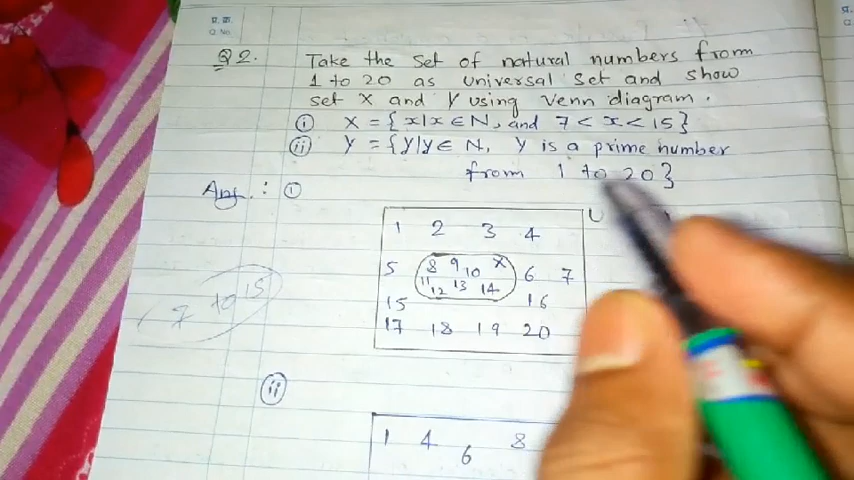 प्र.क्र.
Q No
Q 2. Take the set of natural numbers from
1 to 20 as universal set and show
set X and Y using Venn diagram.
(i) X = {x|x ∈ N, and 7 < x < 15}
(ii) Y = {y|y ∈ N, y is a prime number
from 1 to 20}
Ans. : (i)
U
1 2 3 4
5 8 9 10 X 6 7
11 12 13 14
15 16
17 18 19 20
7 to 15
(ii)
1 4 6 8